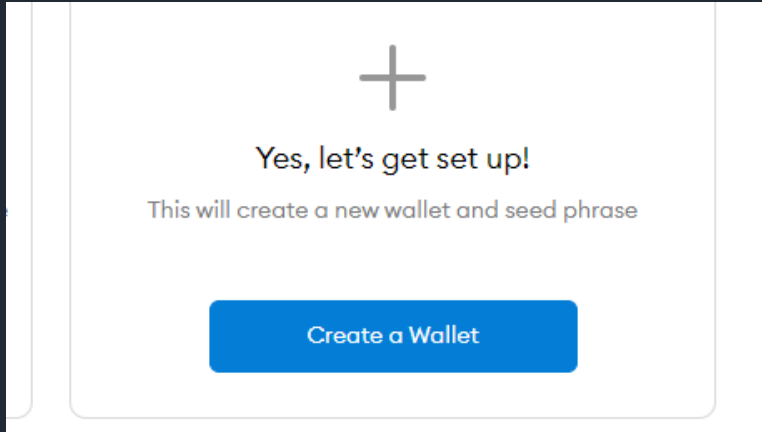 Yes, let’s get set up!
This will create a new wallet and seed phrase
Create a Wallet